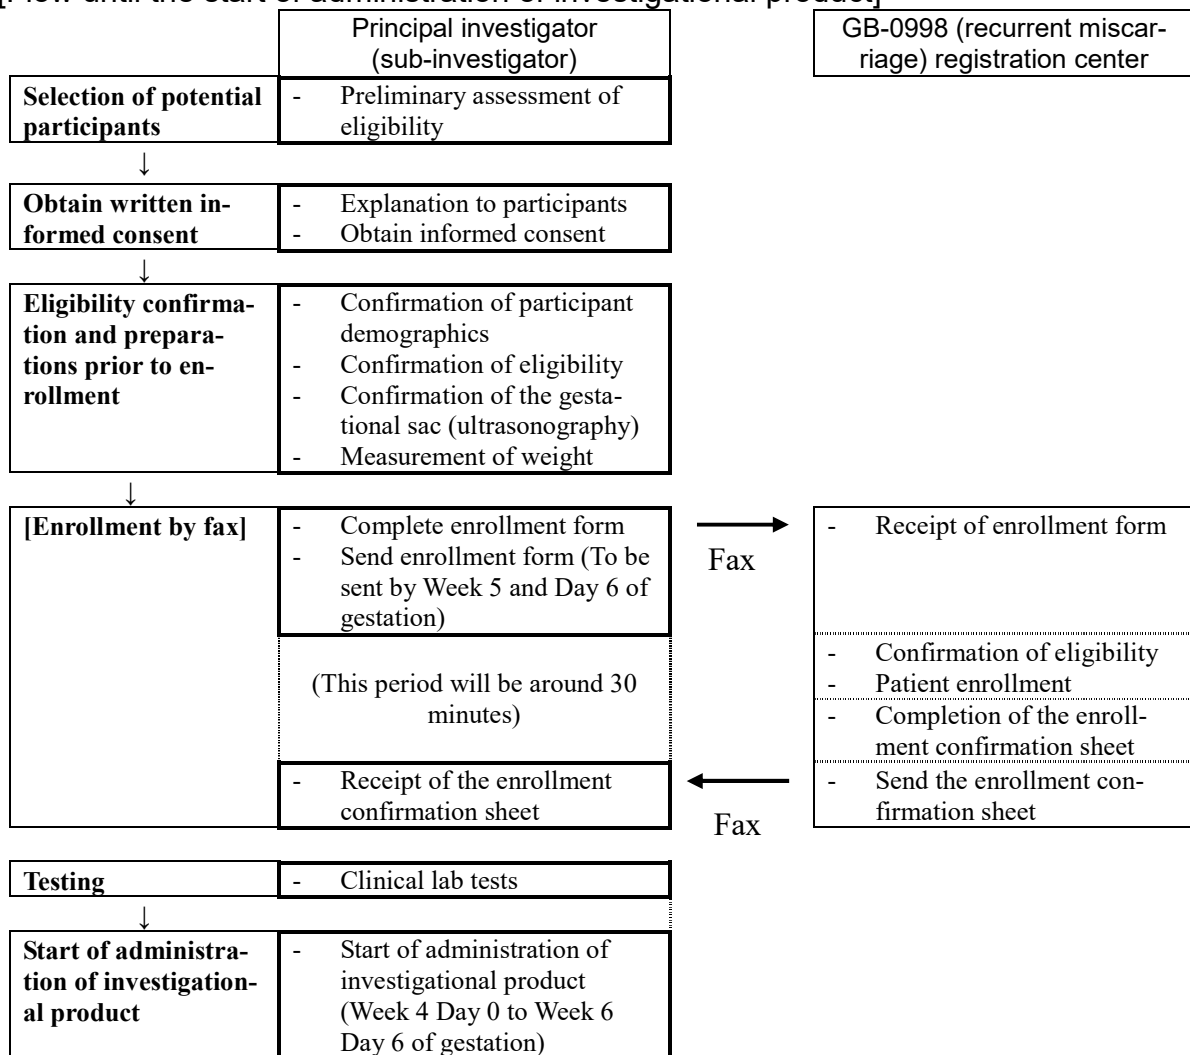 [Flow until the start of administration of investigational product]
Principal investigator
(sub-investigator)
GB-0998 (recurrent miscar-
riage) registration center
Selection of potential
participants
- Preliminary assessment of
eligibility
↓
Obtain written in-
formed consent
- Explanation to participants
- Obtain informed consent
↓
Eligibility confirma-
tion and prepara-
tions prior to en-
rollment
- Confirmation of participant
demographics
- Confirmation of eligibility
- Confirmation of the gesta-
tional sac (ultrasonography)
- Measurement of weight
↓
[Enrollment by fax]
- Complete enrollment form
- Send enrollment form (To be
sent by Week 5 and Day 6 of
gestation)
Fax
- Receipt of enrollment form
(This period will be around 30
minutes)
- Confirmation of eligibility
- Patient enrollment
- Completion of the enroll-
ment confirmation sheet
- Receipt of the enrollment
confirmation sheet
Fax
- Send the enrollment con-
firmation sheet
Testing
- Clinical lab tests
↓
Start of administra-
tion of investigation-
al product
- Start of administration of
investigational product
(Week 4 Day 0 to Week 6
Day 6 of gestation)